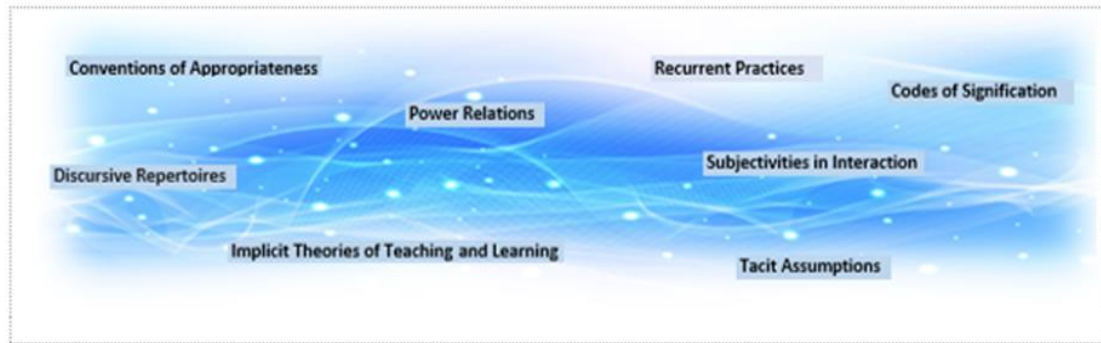 Conventions of Appropriateness
Recurrent Practices
Codes of Signification
Power Relations
Subjectivities in Interaction
Discursive Repertoires
Implicit Theories of Teaching and Learning
Tacit Assumptions